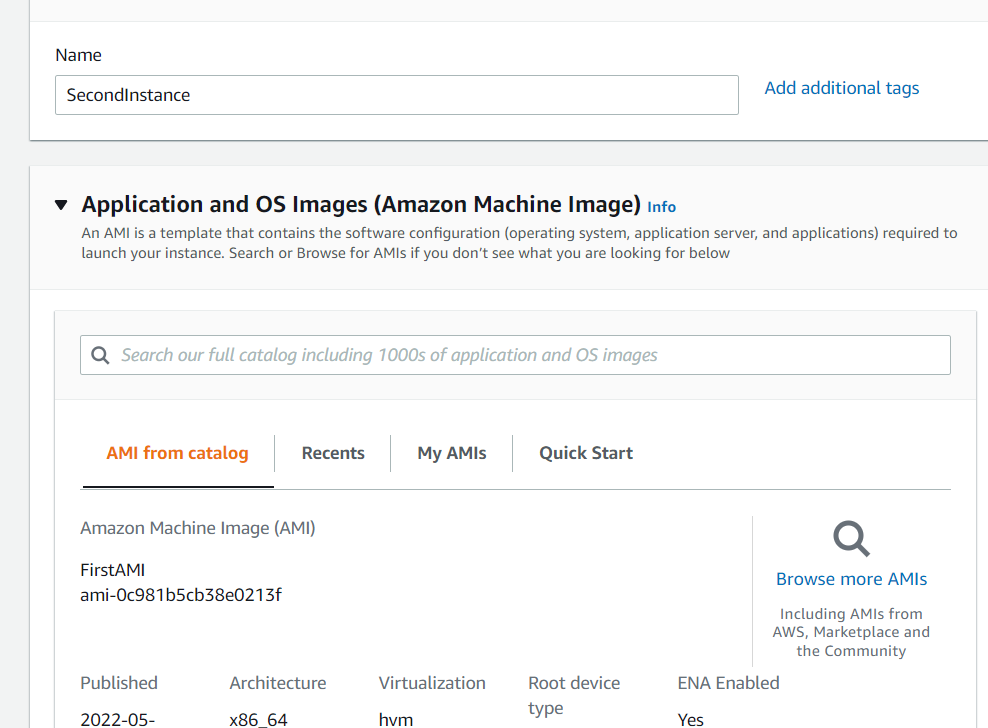 Name
SecondInstance
Add additional tags
Application and OS Images (Amazon Machine Image) Info
An AMI is a template that contains the software configuration (operating system, application server, and applications) required to
launch your instance. Search or Browse for AMIs if you don’t see what you are looking for below
Search our full catalog including 1000s of application and OS images
AMI from catalog
Recents
My AMIs
Quick Start
Amazon Machine Image (AMI)
FirstAMI
ami-0c981b5cb38e0213f
Browse more AMIs
Including AMIs from
AWS, Marketplace and
the Community
Published
Architecture
Virtualization
Root device
type
ENA Enabled
2022-05-
x86_64
hvm
Yes